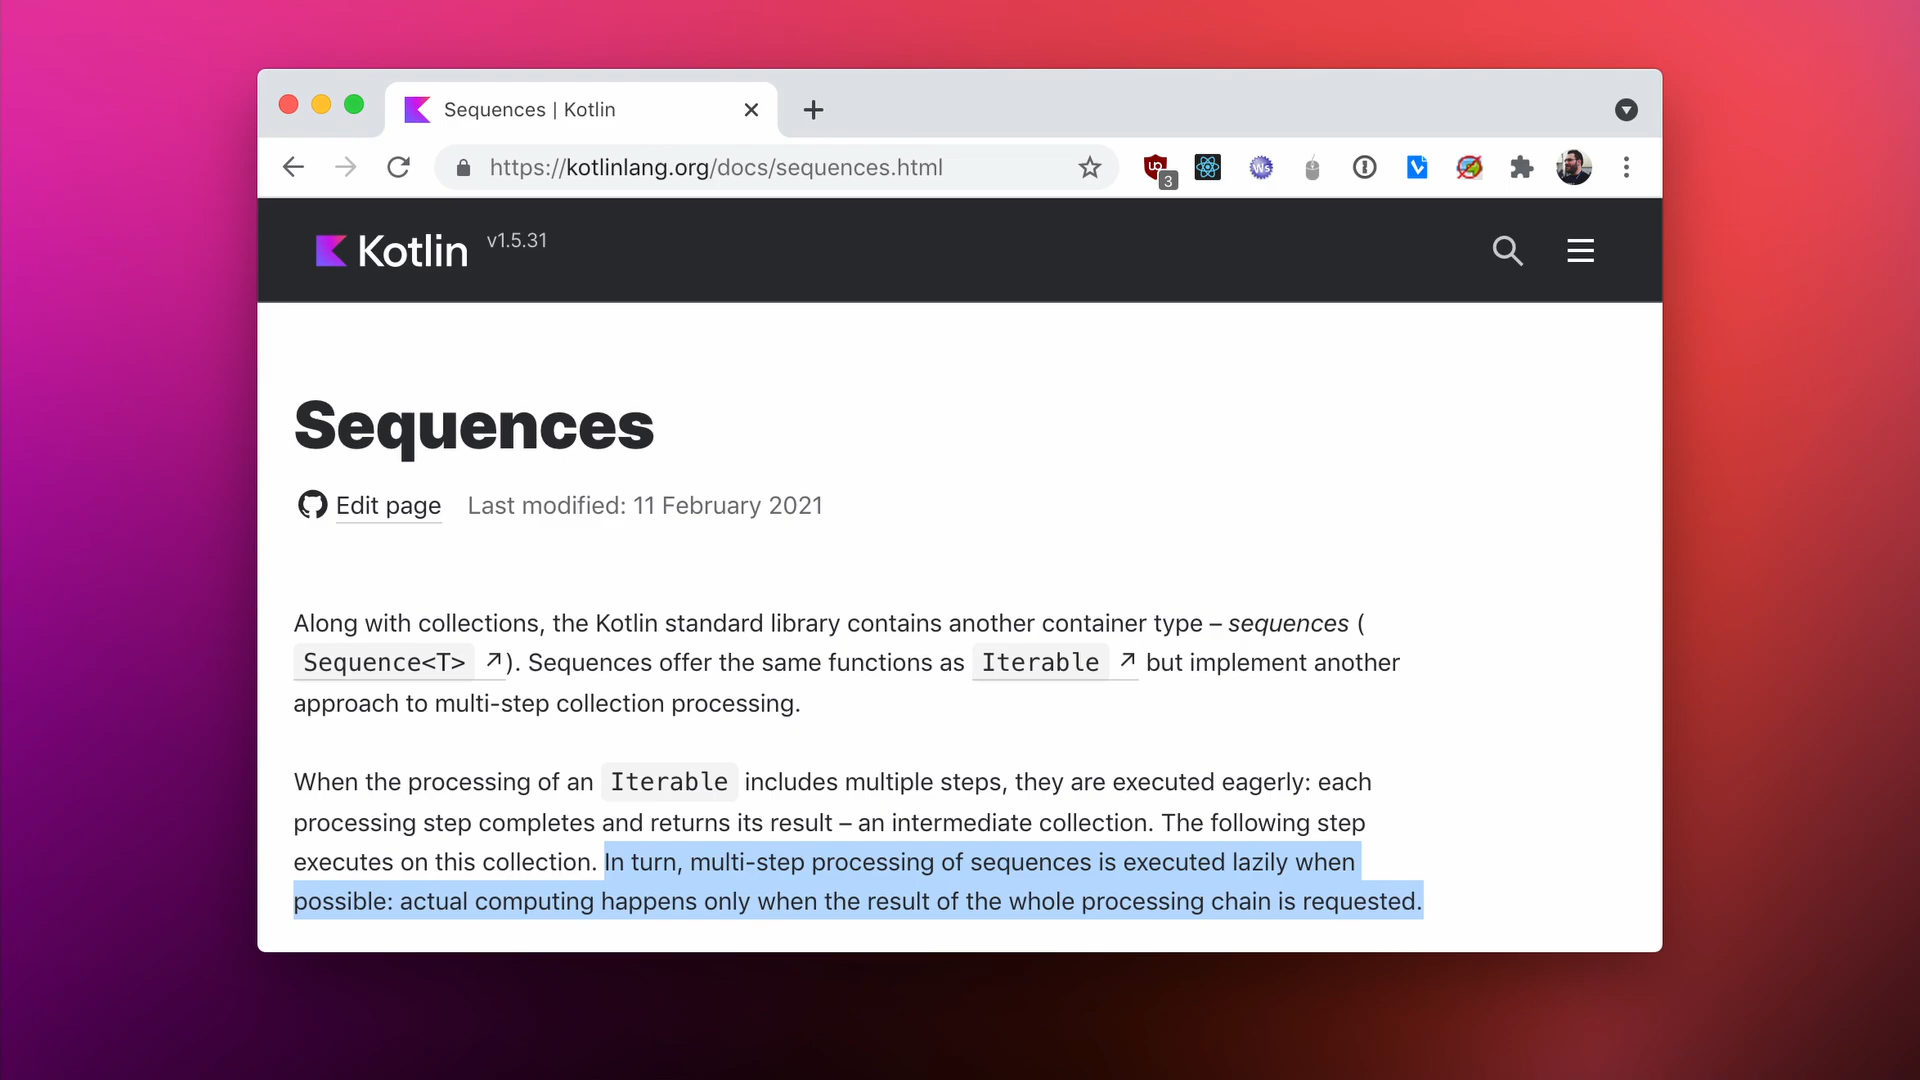 Sequences | Kotlin
https://kotlinlang.org/docs/sequences.html
3
Kotlin v1.5.31
Sequences
Edit page Last modified: 11 February 2021
Along with collections, the Kotlin standard library contains another container type – sequences (
Sequence<T> ↗). Sequences offer the same functions as Iterable ↗ but implement another
approach to multi-step collection processing.
When the processing of an Iterable includes multiple steps, they are executed eagerly: each
processing step completes and returns its result – an intermediate collection. The following step
executes on this collection. In turn, multi-step processing of sequences is executed lazily when
possible: actual computing happens only when the result of the whole processing chain is requested.